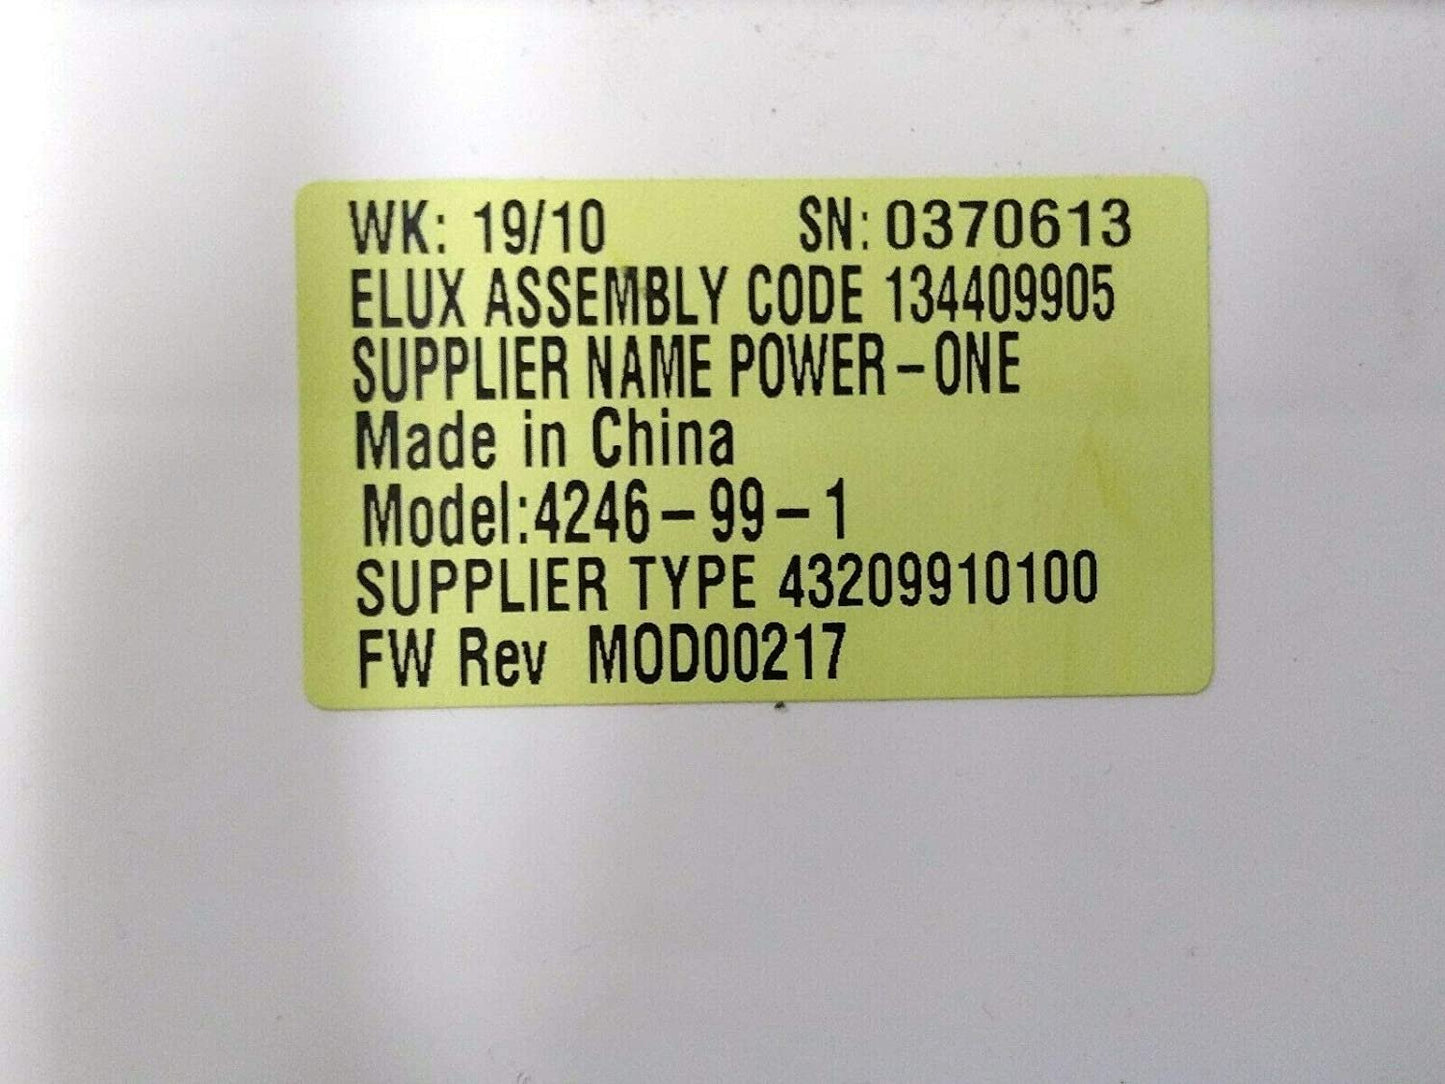 WK: 19/10 SN: 0370613
ELUX ASSEMBLY CODE 134409905
SUPPLIER NAME POWER-ONE
Made in China
Model:4246-99-1
SUPPLIER TYPE 43209910100
FW Rev MOD00217